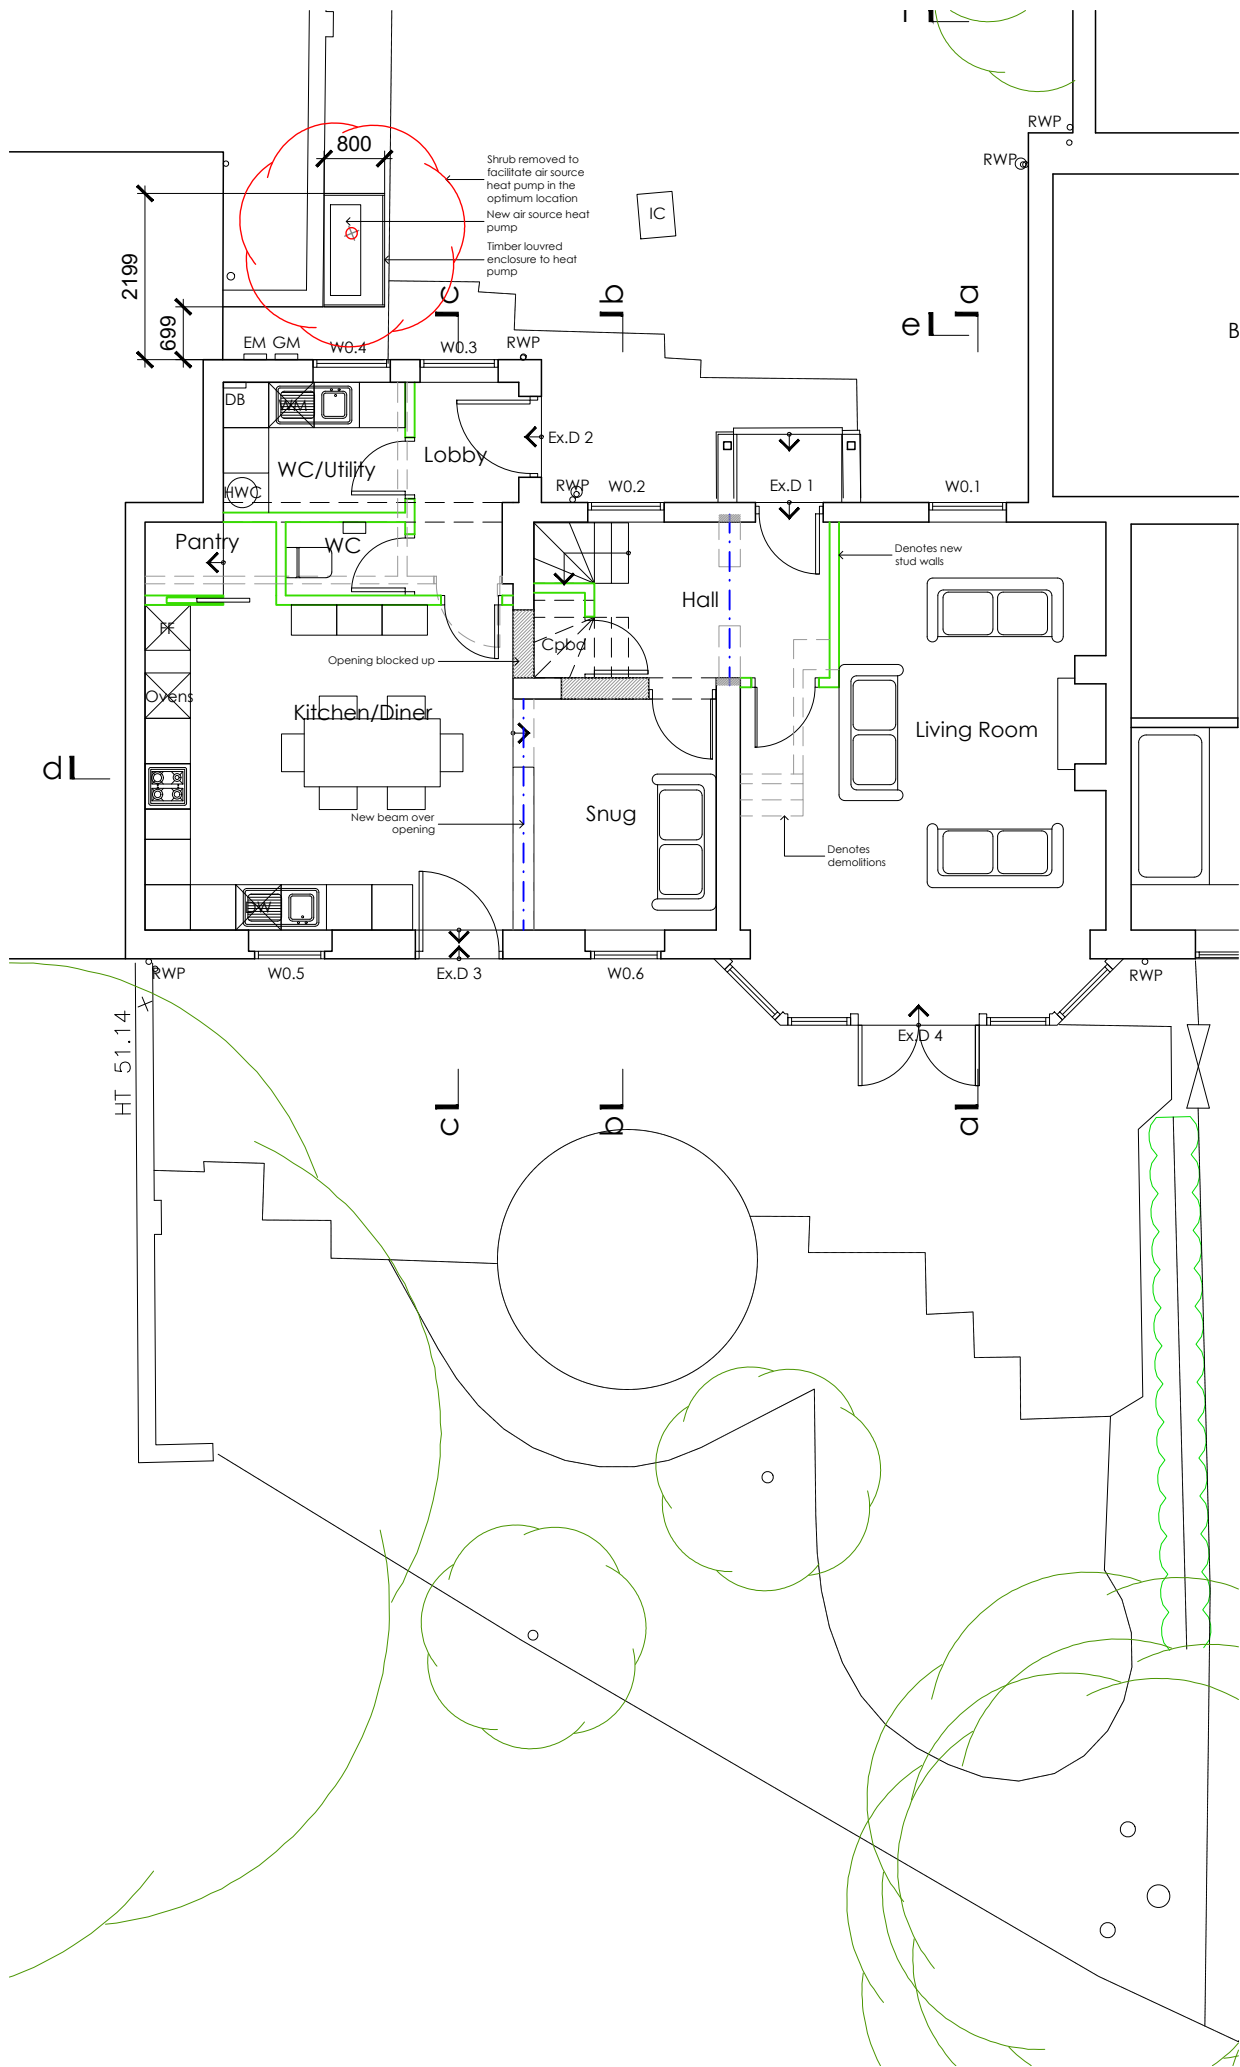 RWP
RWP
800
Shrub removed to
facilitate air source
heat pump in the
optimum location
New air source heat
pump
Timber louvred
enclosure to heat
pump
IC
2199
699
c
b
e
a
B
EM GM
W0.4
W0.3
RWP
DB
WM
Ex.D 2
Lobby
WC/Utility
HWC
RWP
W0.2
Ex.D 1
W0.1
Pantry
WC
Denotes new
stud walls
Hall
FF
Cpbd
Opening blocked up
Ovens
Kitchen/Diner
Living Room
d
Snug
New beam over
opening
Denotes
demolitions
DW
RWP
W0.5
Ex.D 3
W0.6
RWP
HT 51.14
Ex.D 4
c
b
a